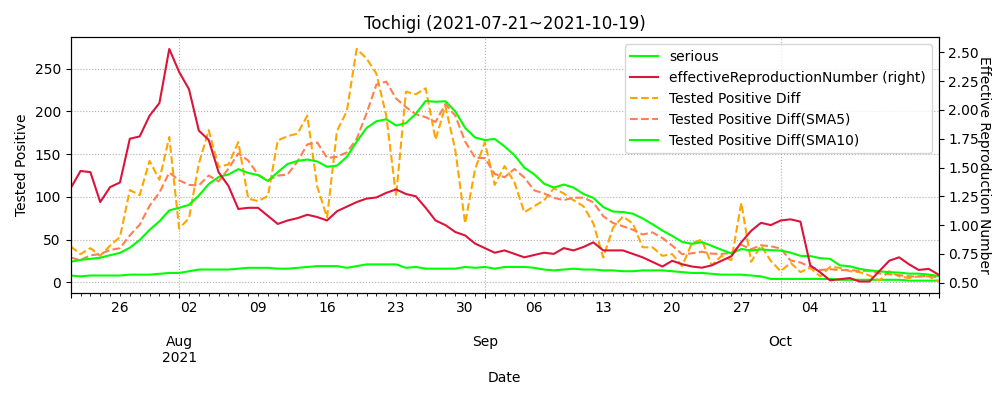 Tochigi (2021-07-21~2021-10-19)
serious
effectiveReproductionNumber (right)
Tested Positive Diff
Tested Positive Diff(SMA5)
Tested Positive Diff(SMA10)
Tested Positive
250
200
150
100
50
0
Effective Reproduction Number
2.50
2.25
2.00
1.75
1.50
1.25
1.00
0.75
0.50
26 02 09 16 23 30 06 13 20 27 04 11
Aug Sep Oct
2021
Date